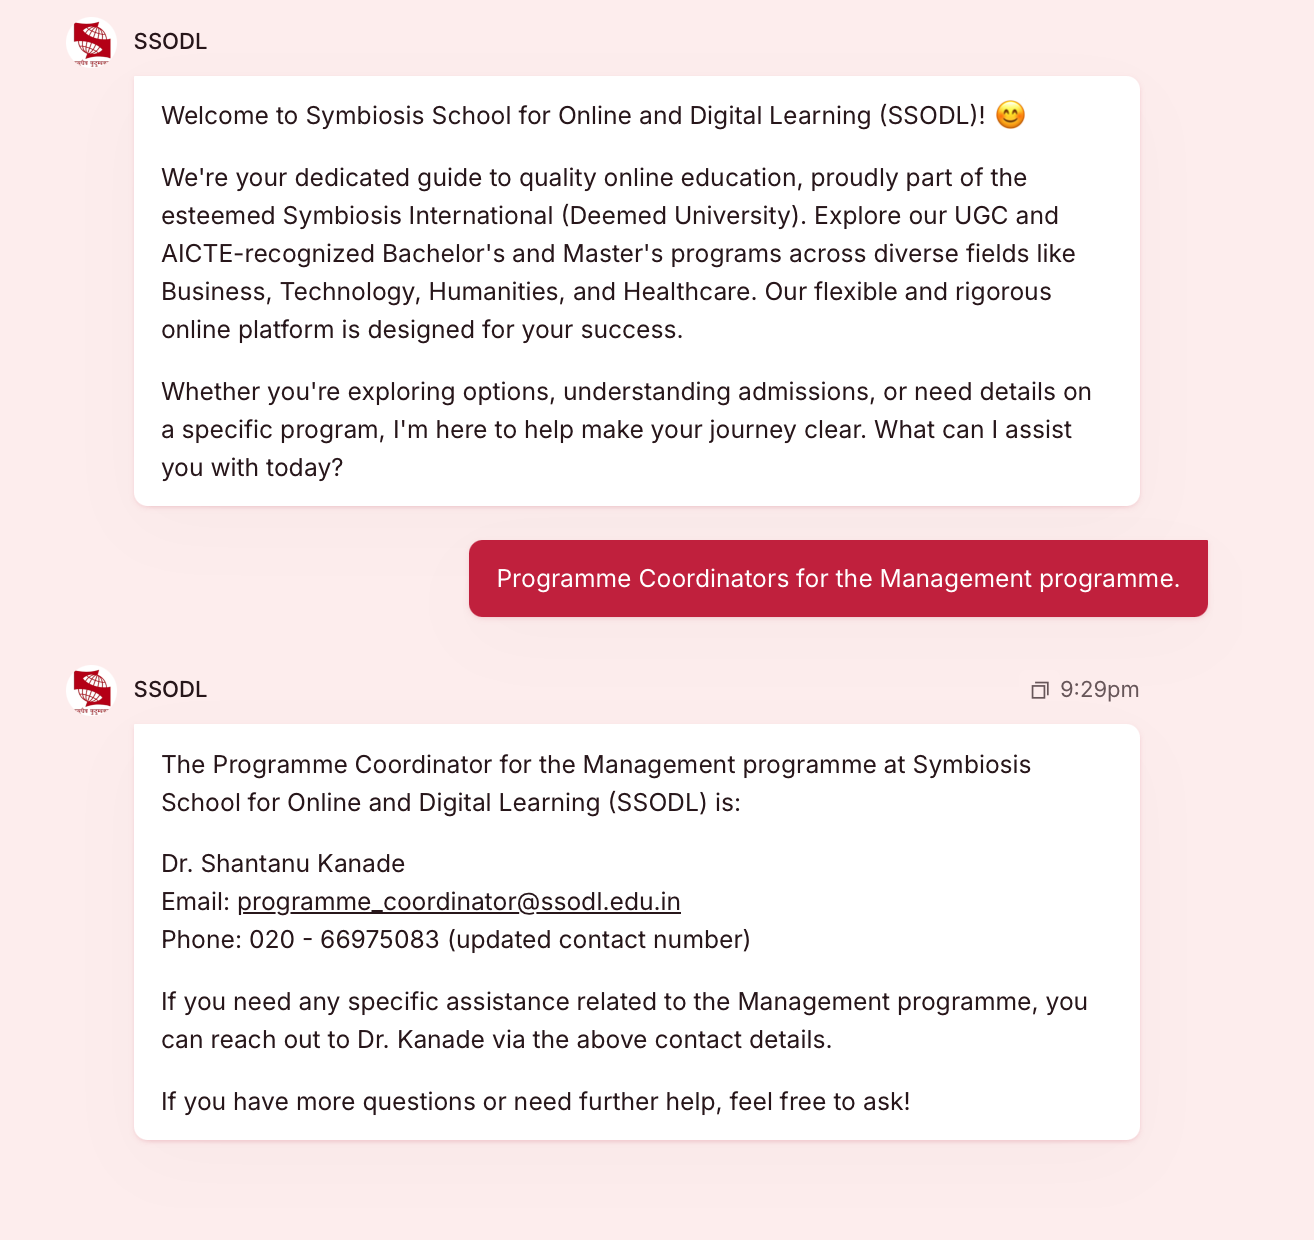 SSODL
Welcome to Symbiosis School for Online and Digital Learning (SSODL)! 😊
We're your dedicated guide to quality online education, proudly part of the
esteemed Symbiosis International (Deemed University). Explore our UGC and
AICTE-recognized Bachelor's and Master's programs across diverse fields like
Business, Technology, Humanities, and Healthcare. Our flexible and rigorous
online platform is designed for your success.
Whether you're exploring options, understanding admissions, or need details on
a specific program, I'm here to help make your journey clear. What can I assist
you with today?
Programme Coordinators for the Management programme.
SSODL
9:29pm
The Programme Coordinator for the Management programme at Symbiosis
School for Online and Digital Learning (SSODL) is:
Dr. Shantanu Kanade
Email: programme_coordinator@ssodl.edu.in
Phone: 020 - 66975083 (updated contact number)
If you need any specific assistance related to the Management programme, you
can reach out to Dr. Kanade via the above contact details.
If you have more questions or need further help, feel free to ask!